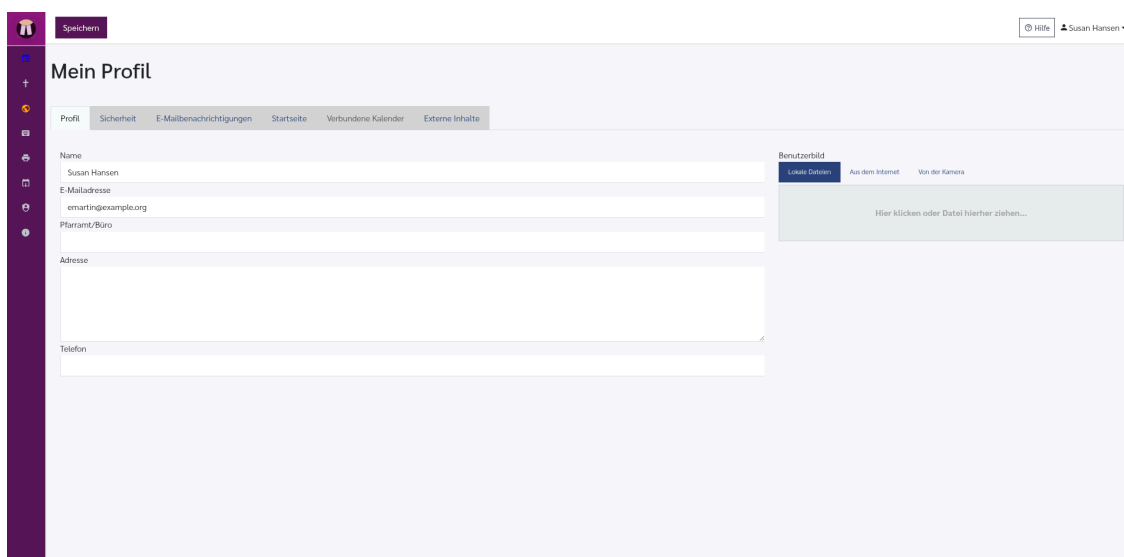 Speichern
Hilfe
Susan Hansen
Mein Profil
Profil
Sicherheit
E-Mailbenachrichtigungen
Startseite
Verbundene Kalender
Externe Inhalte
Name
Susan Hansen
E-Mailadresse
emartin@example.org
Pfarramt/Büro
Adresse
Telefon
Benutzerbild
Lokale Dateien
Aus dem Internet
Von der Kamera
Hier klicken oder Datei hierher ziehen...